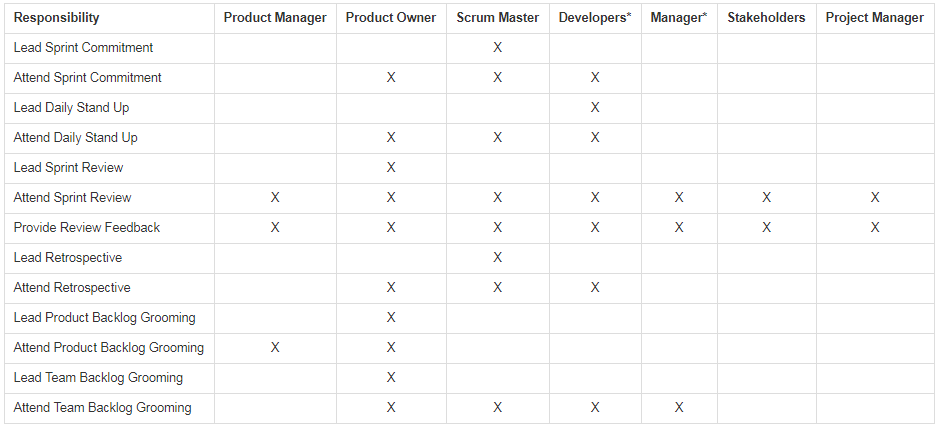 Responsibility Product Manager Product Owner Scrum Master Developers* Manager* Stakeholders Project Manager
Lead Sprint Commitment X
Attend Sprint Commitment X X X
Lead Daily Stand Up X
Attend Daily Stand Up X X X
Lead Sprint Review X
Attend Sprint Review X X X X X X X
Provide Review Feedback X X X X X X X
Lead Retrospective X
Attend Retrospective X X X
Lead Product Backlog Grooming X
Attend Product Backlog Grooming X X
Lead Team Backlog Grooming X
Attend Team Backlog Grooming X X X X